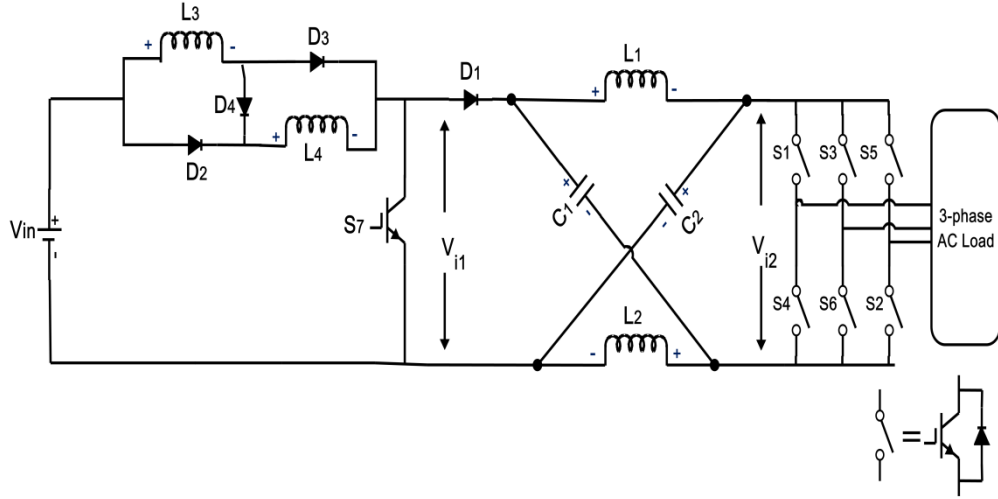 L3
+ -
D3
D4
D1
L1
+ -
+ -
L4
D2
S1 S3 S5
+
-
C1
+
-
C2
Vin
+
-
S7
Vi1
Vi2
3-phase
AC Load
L2
- +
S4 S6 S2
=